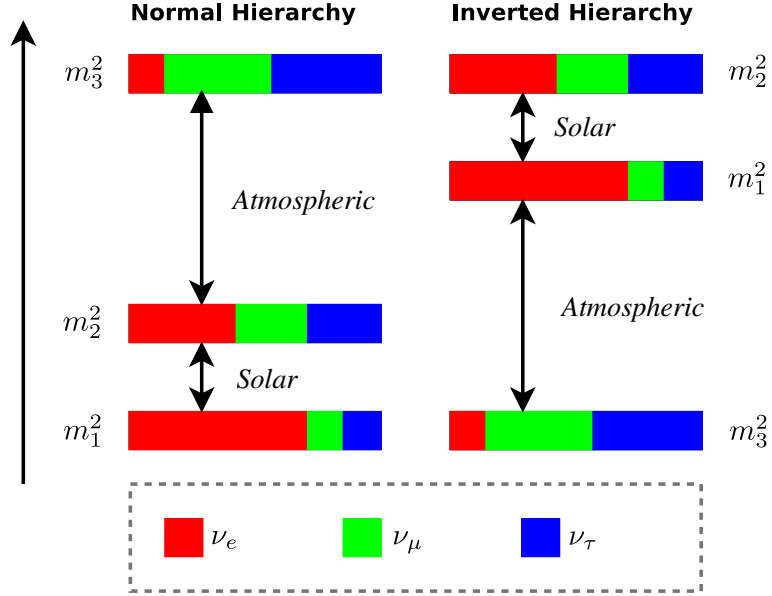 Normal Hierarchy Inverted Hierarchy
m₃² m₂²
Solar
m₁²
Atmospheric
Atmospheric
m₂²
Solar
m₁² m₃²
νₑ ν_μ ν_τ